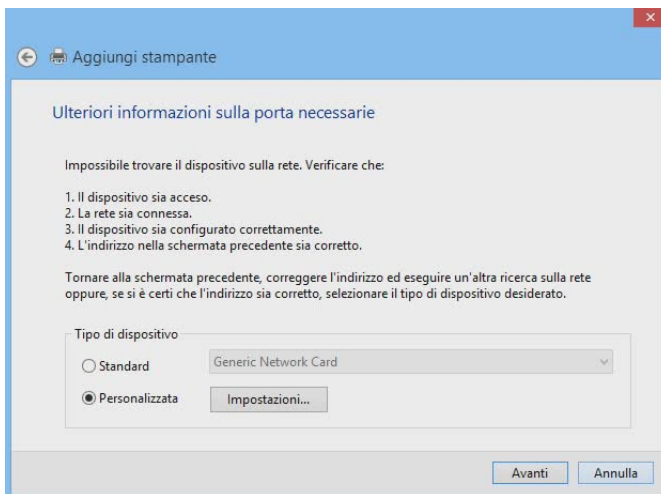 Aggiungi stampante
Ulteriori informazioni sulla porta necessarie
Impossibile trovare il dispositivo sulla rete. Verificare che:
1. Il dispositivo sia acceso.
2. La rete sia connessa.
3. Il dispositivo sia configurato correttamente.
4. L'indirizzo nella schermata precedente sia corretto.
Tornare alla schermata precedente, correggere l'indirizzo ed eseguire un'altra ricerca sulla rete
oppure, se si è certi che l'indirizzo sia corretto, selezionare il tipo di dispositivo desiderato.
Tipo di dispositivo
Standard Generic Network Card
Personalizzata Impostazioni...
Avanti Annulla